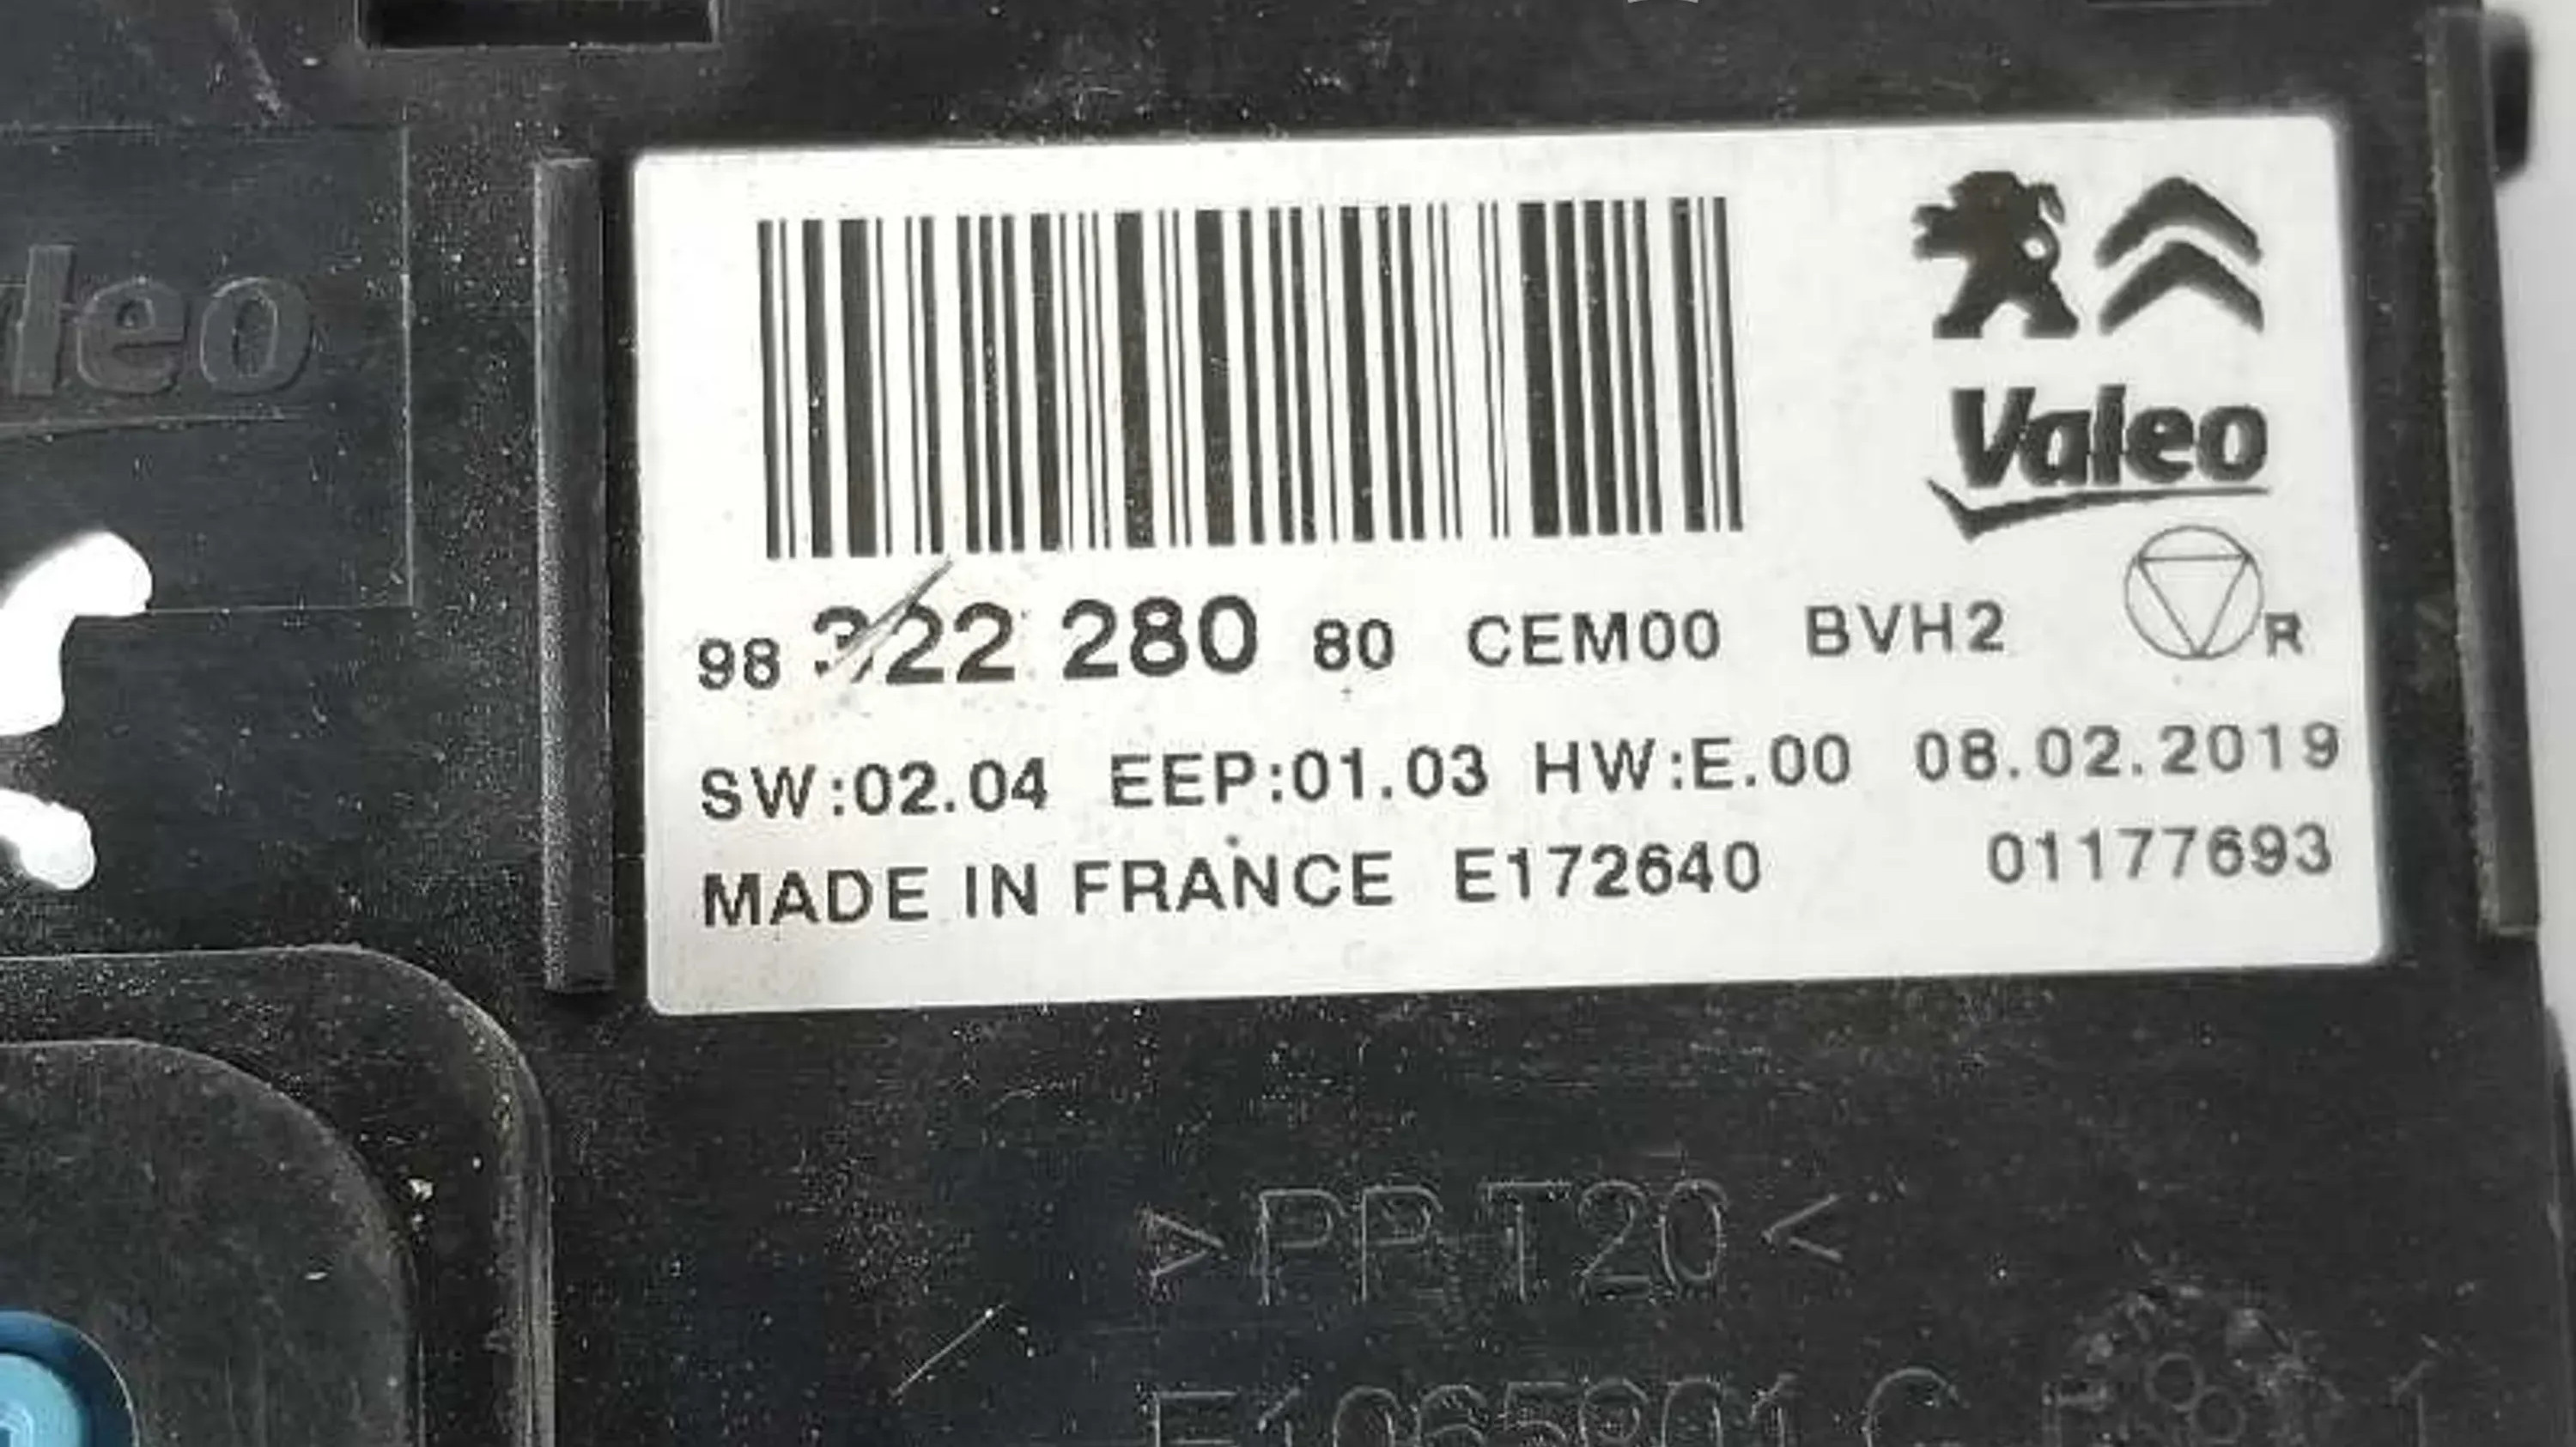 leo
Valeo
98 322 280 80 CEM00 BVH2 R
SW:02.04 EEP:01.03 HW:E.00 08.02.2019
MADE IN FRANCE E172640 01177693
>PP-T20<